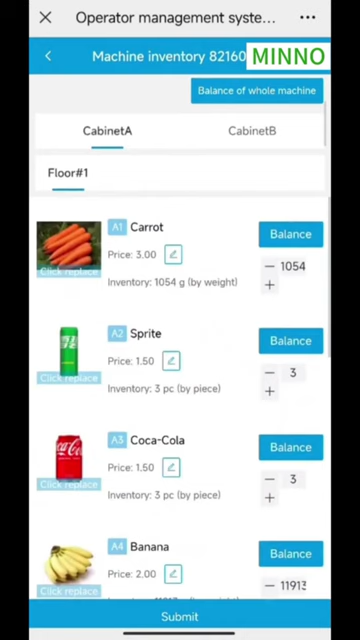 Operator management syste...
Machine inventory 82160
MINNO
Balance of whole machine
CabinetA
CabinetB
Floor#1
A1 Carrot
Balance
Price: 3.00
Click replace
1054
Inventory: 1054 g (by weight)
A2 Sprite
Balance
Price: 1.50
Click replace
3
Inventory: 3 pc (by piece)
A3 Coca-Cola
Balance
Price: 1.50
Click replace
3
Inventory: 3 pc (by piece)
A4 Banana
Balance
Price: 2.00
Click replace
11913
Submit